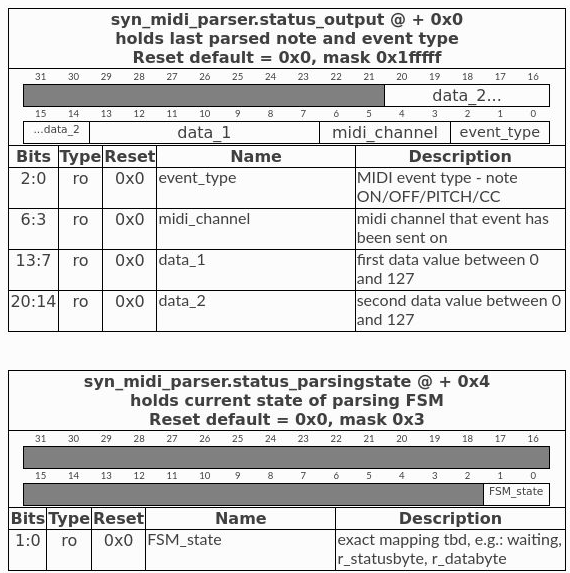 syn_midi_parser.status_output @ + 0x0
holds last parsed note and event type
Reset default = 0x0, mask 0x1fffff
31 30 29 28 27 26 25 24 23 22 21 20 19 18 17 16
data_2...
15 14 13 12 11 10 9 8 7 6 5 4 3 2 1 0
...data_2 data_1 midi_channel event_type
Bits Type Reset Name Description
2:0 ro 0x0 event_type MIDI event type - note
ON/OFF/PITCH/CC
6:3 ro 0x0 midi_channel midi channel that event has
been sent on
13:7 ro 0x0 data_1 first data value between 0
and 127
20:14 ro 0x0 data_2 second data value between 0
and 127
syn_midi_parser.status_parsingstate @ + 0x4
holds current state of parsing FSM
Reset default = 0x0, mask 0x3
31 30 29 28 27 26 25 24 23 22 21 20 19 18 17 16
15 14 13 12 11 10 9 8 7 6 5 4 3 2 1 0
FSM_state
Bits Type Reset Name Description
1:0 ro 0x0 FSM_state exact mapping tbd, e.g.: waiting,
r_statusbyte, r_databyte